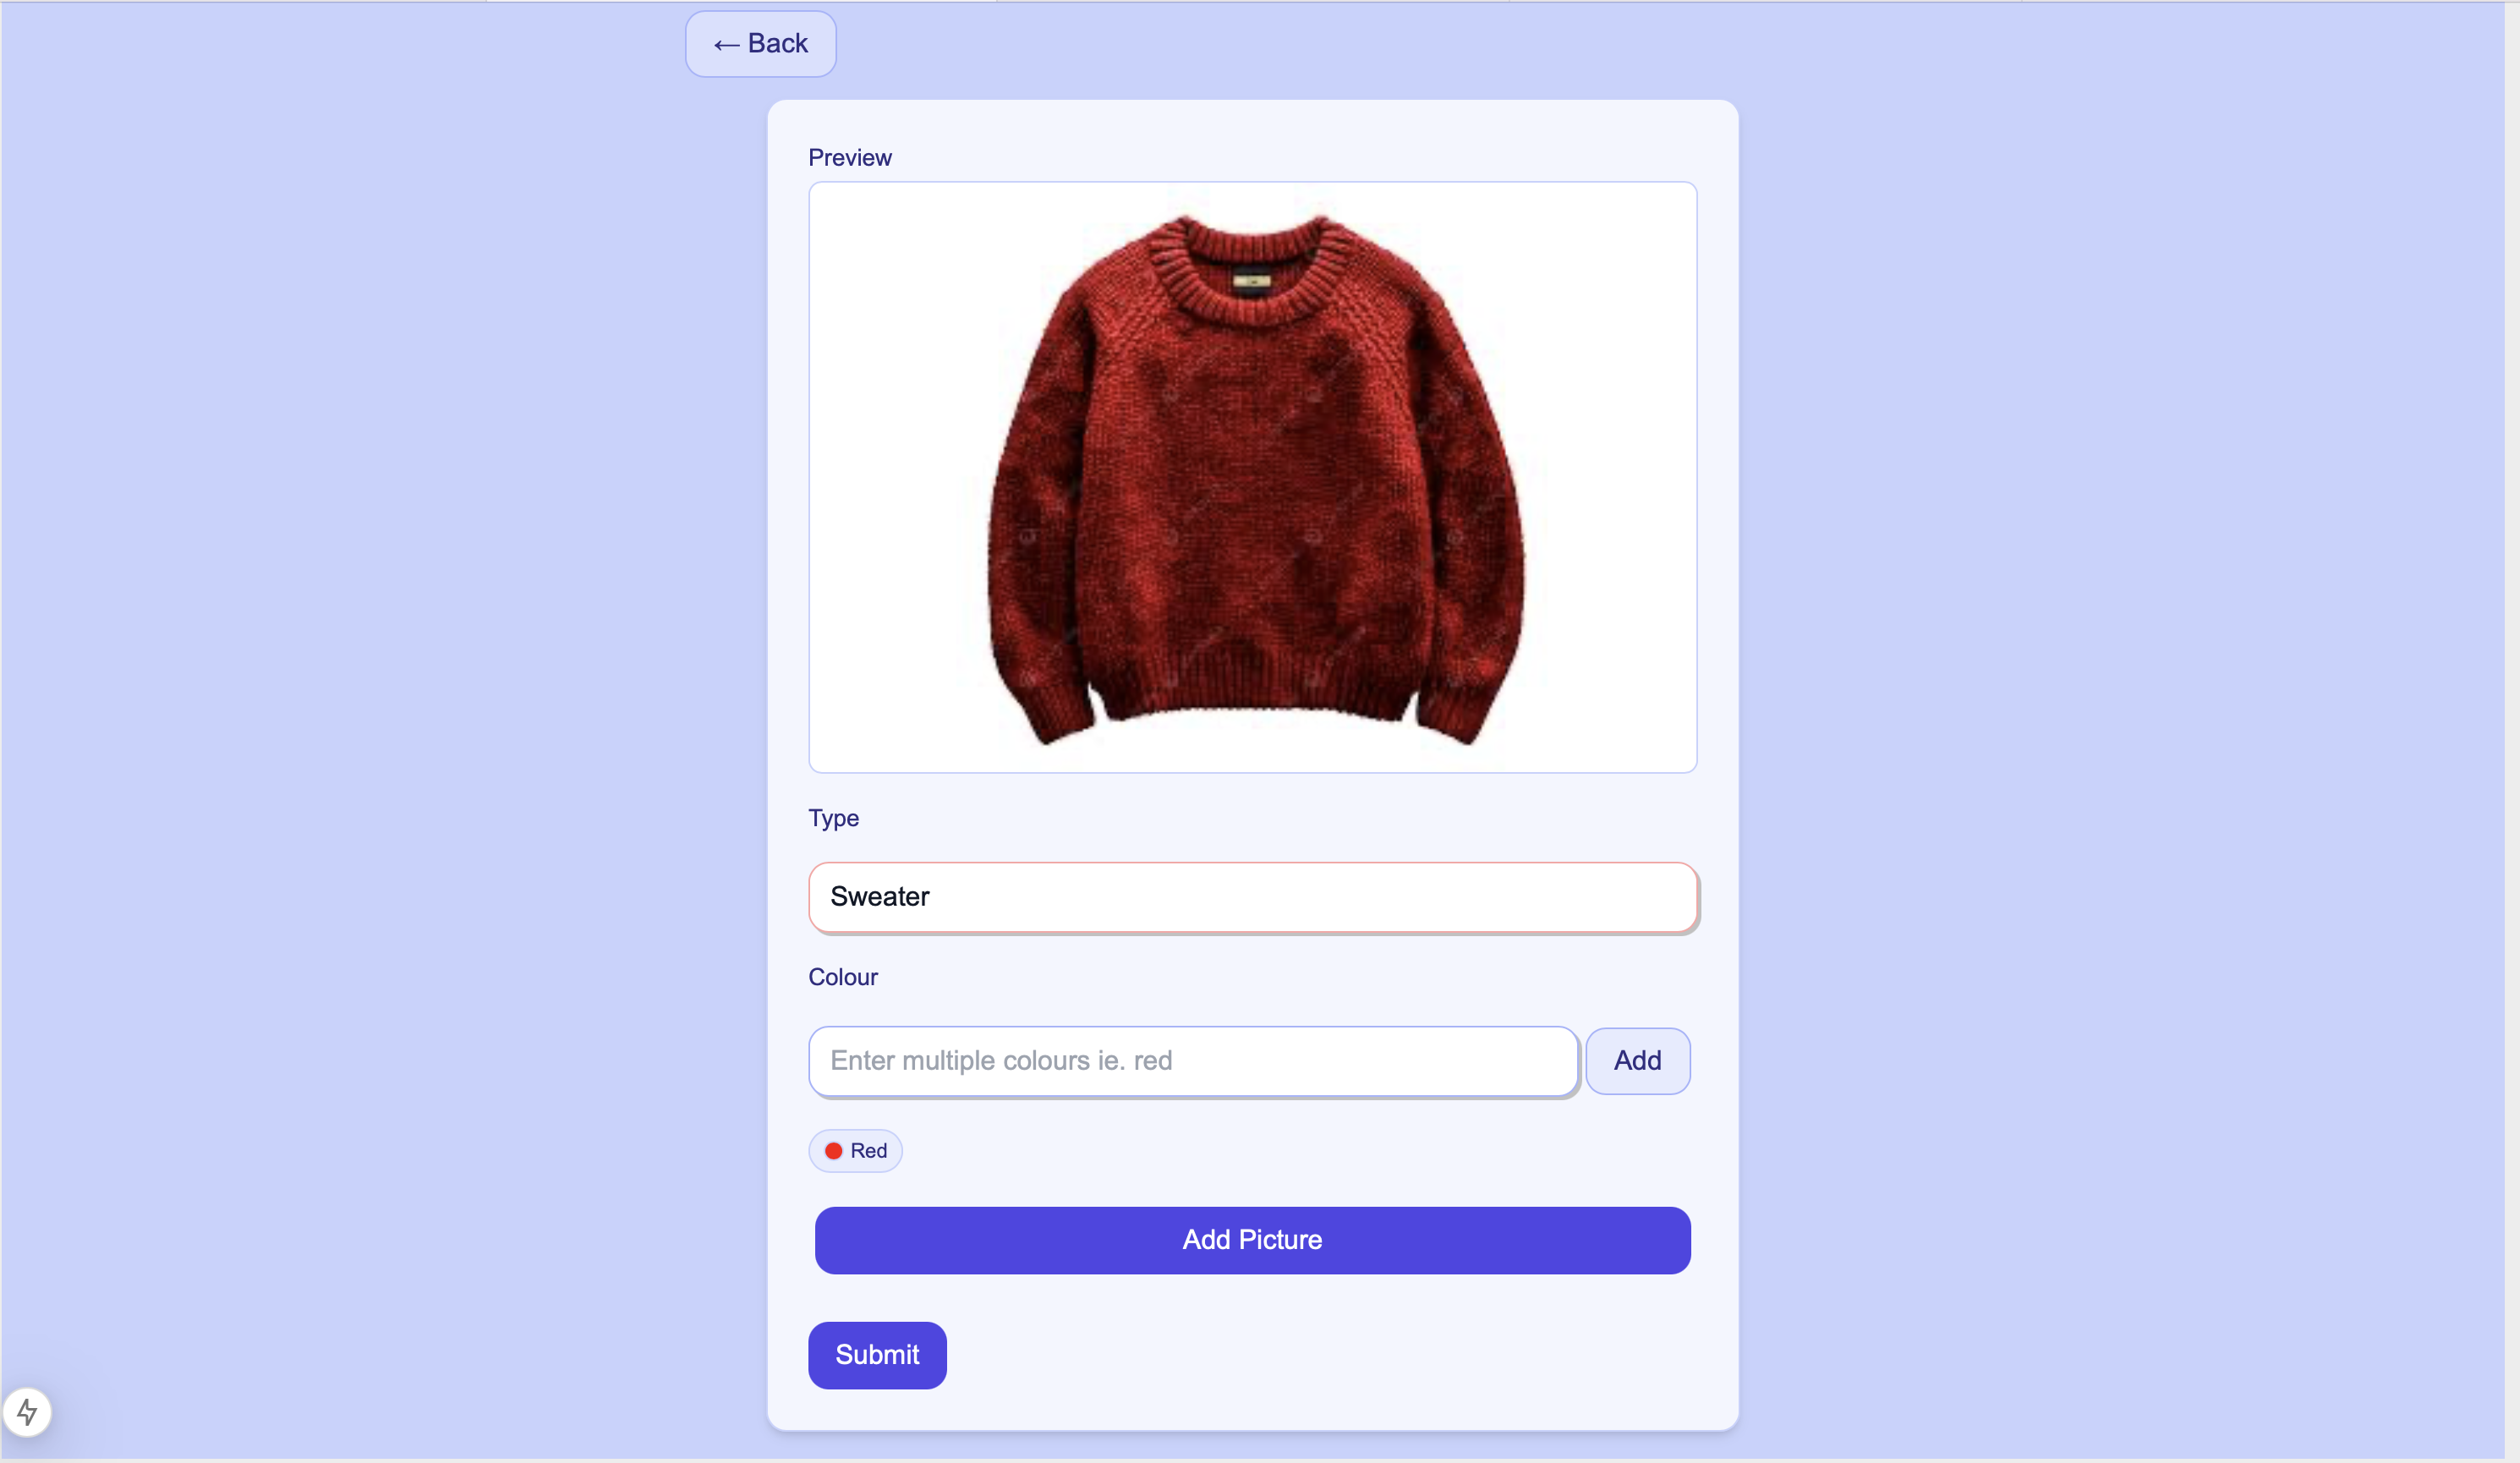 ← Back
Preview
Type
Sweater
Colour
Enter multiple colours ie. red
Add
Red
Add Picture
Submit